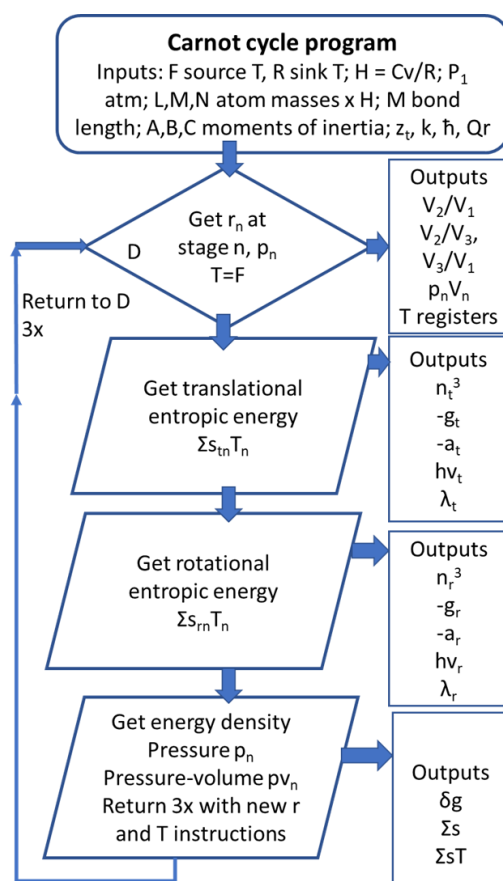 Carnot cycle program
Inputs: F source T, R sink T; H = Cv/R; P₁
atm; L,M,N atom masses x H; M bond
length; A,B,C moments of inertia; zₜ, k, ħ, Qr
Get rₙ at
stage n, pₙ
T=F
D
Outputs
V₂/V₁
V₂/V₃,
V₃/V₁
pₙVₙ
T registers
Return to D
3x
Get translational
entropic energy
ΣsₜₙTₙ
Outputs
nₜ³
-gₜ
-aₜ
hvₜ
λₜ
Get rotational
entropic energy
ΣsᵣₙTₙ
Outputs
nᵣ³
-gᵣ
-aᵣ
hvᵣ
λᵣ
Get energy density
Pressure pₙ
Pressure-volume pvₙ
Return 3x with new r
and T instructions
Outputs
δg
Σs
ΣsT